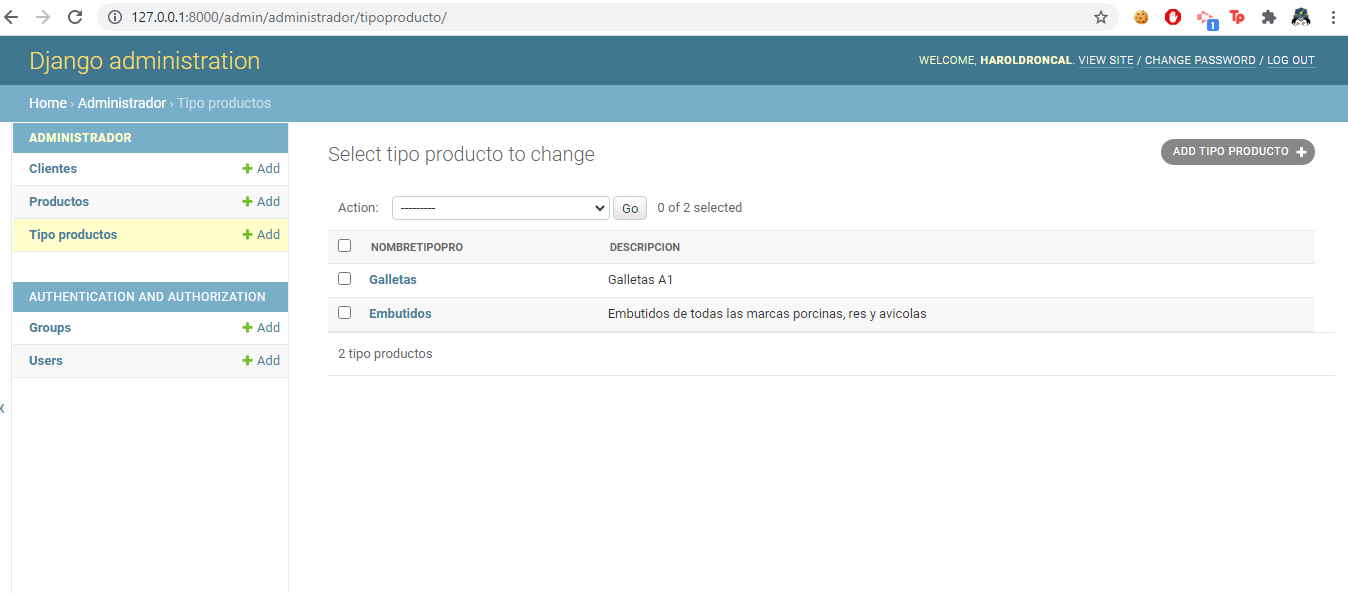 127.0.0.1:8000/admin/administrador/tipoproducto/
1
Tp
Django administration
WELCOME, HAROLDRONCAL. VIEW SITE / CHANGE PASSWORD / LOG OUT
Home › Administrador › Tipo productos
ADMINISTRADOR
Clientes + Add
Productos + Add
Tipo productos + Add
AUTHENTICATION AND AUTHORIZATION
Groups + Add
Users + Add
Select tipo producto to change
ADD TIPO PRODUCTO +
Action: --------- Go 0 of 2 selected
NOMBRETIPOPRO DESCRIPCION
Galletas Galletas A1
Embutidos Embutidos de todas las marcas porcinas, res y avicolas
2 tipo productos